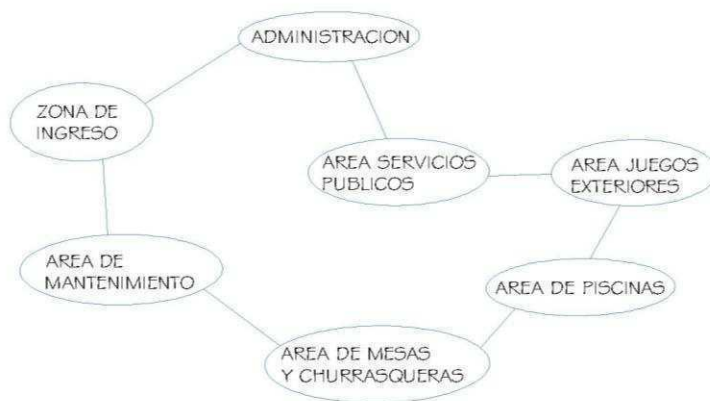 ADMINISTRACION
ZONA DE
INGRESO
AREA SERVICIOS
PUBLICOS
AREA JUEGOS
EXTERIORES
AREA DE
MANTENIMIENTO
AREA DE PISCINAS
AREA DE MESAS
Y CHURRASQUERAS